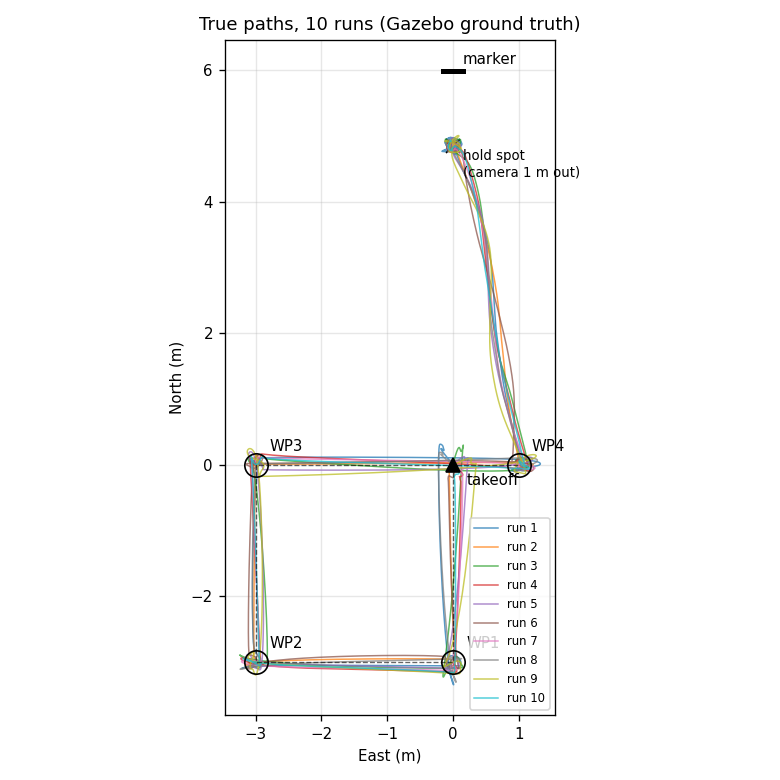 True paths, 10 runs (Gazebo ground truth)
6
marker
hold spot
(camera 1 m out)
4
2
North (m)
WP3
WP4
0
takeoff
run 1
run 2
run 3
run 4
run 5
run 6
run 7
run 8
run 9
run 10
−2
WP2
WP1
−3
−2
−1
0
1
East (m)